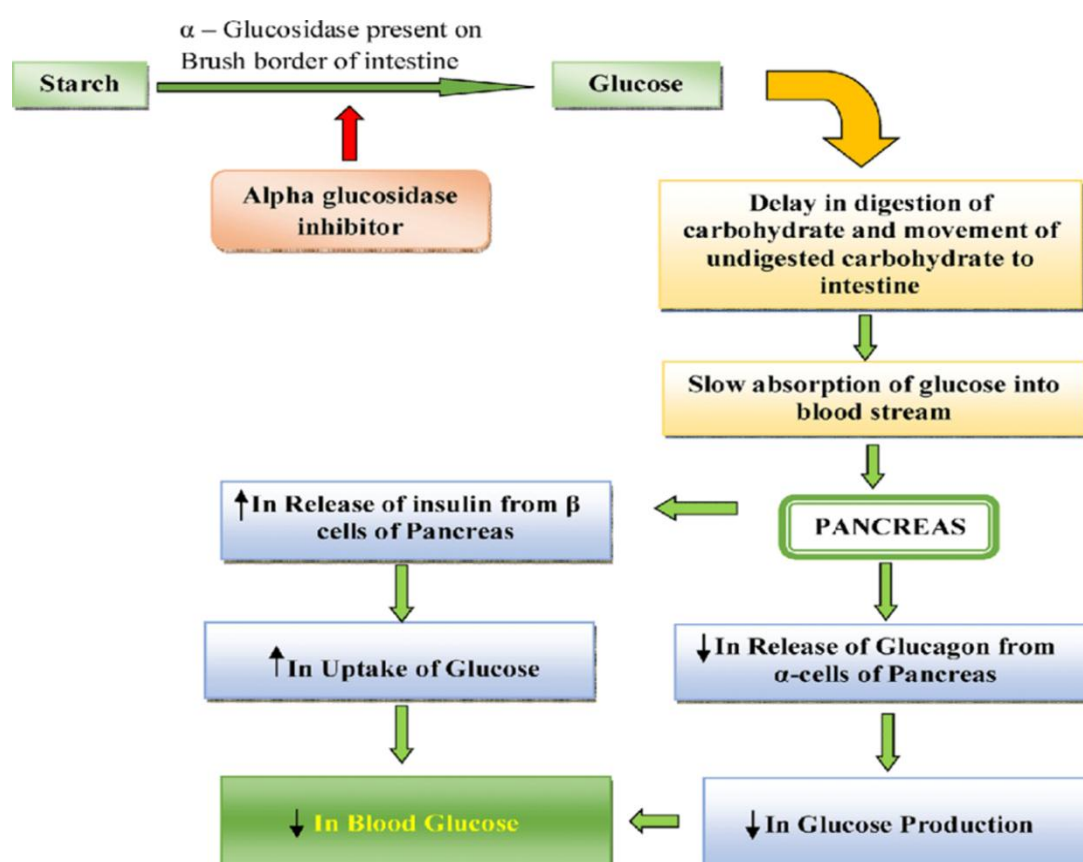 α – Glucosidase present on
Brush border of intestine
Starch
Glucose
Alpha glucosidase
inhibitor
Delay in digestion of
carbohydrate and movement of
undigested carbohydrate to
intestine
Slow absorption of glucose into
blood stream
PANCREAS
↑In Release of insulin from β
cells of Pancreas
↑In Uptake of Glucose
↓In Release of Glucagon from
α-cells of Pancreas
↓ In Blood Glucose
↓In Glucose Production